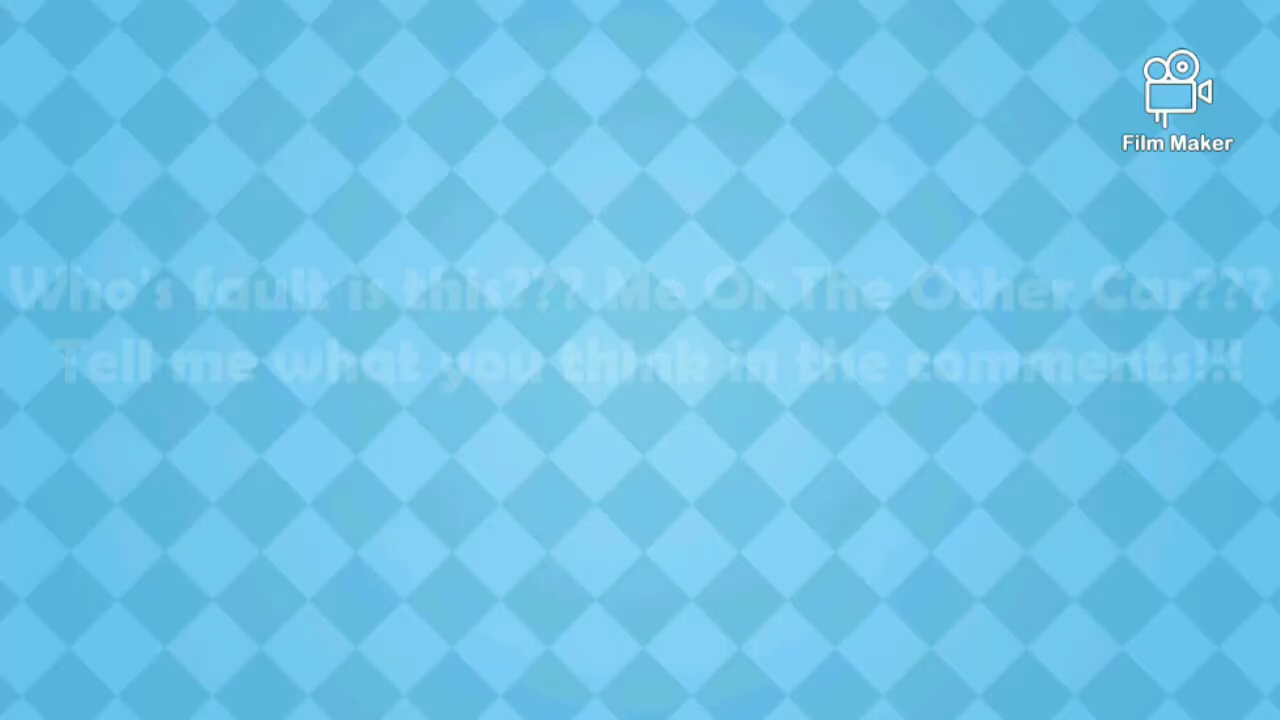 Film Maker
Who's fault is this??? Me Or The Other Car???
Tell me what you think in the comments!!!